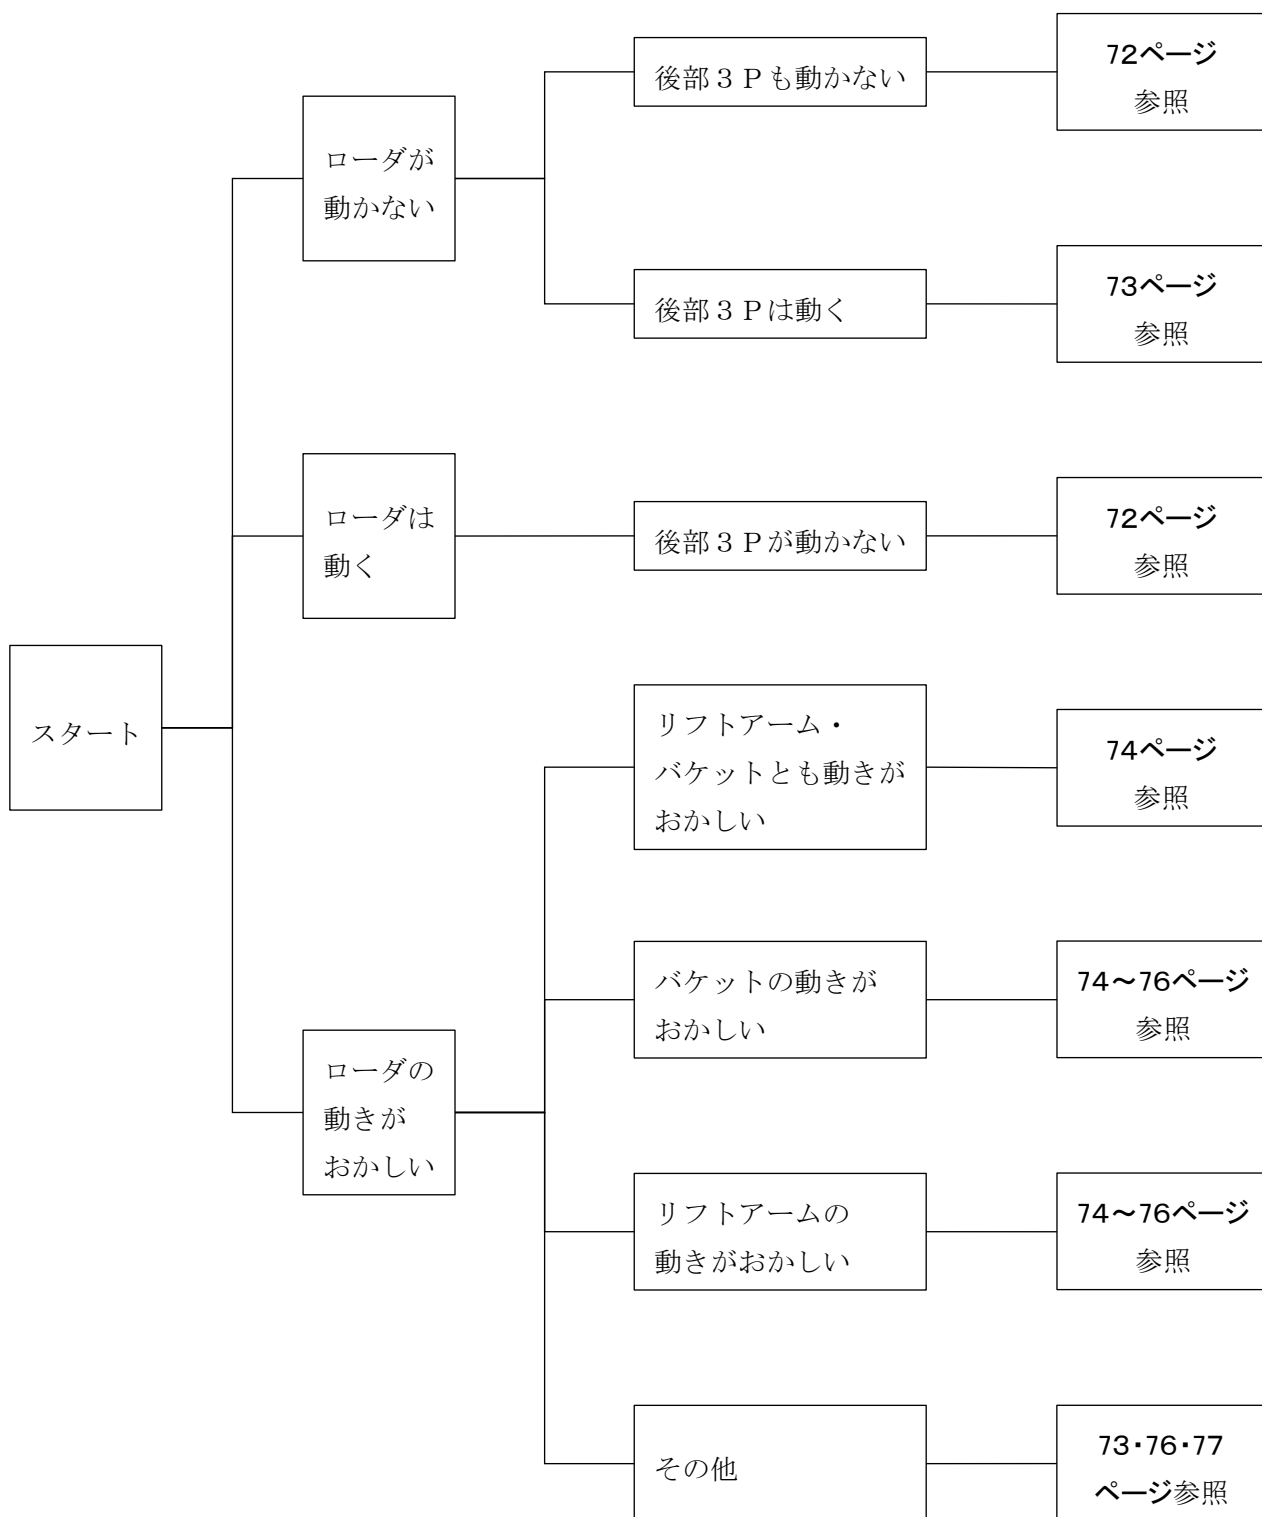 スタート
ローダが
動かない
後部３Ｐも動かない
72ページ
参照
後部３Ｐは動く
73ページ
参照
ローダは
動く
後部３Ｐが動かない
72ページ
参照
ローダの
動きが
おかしい
リフトアーム・
バケットとも動きが
おかしい
74ページ
参照
バケットの動きが
おかしい
74～76ページ
参照
リフトアームの
動きがおかしい
74～76ページ
参照
その他
73・76・77
ページ参照